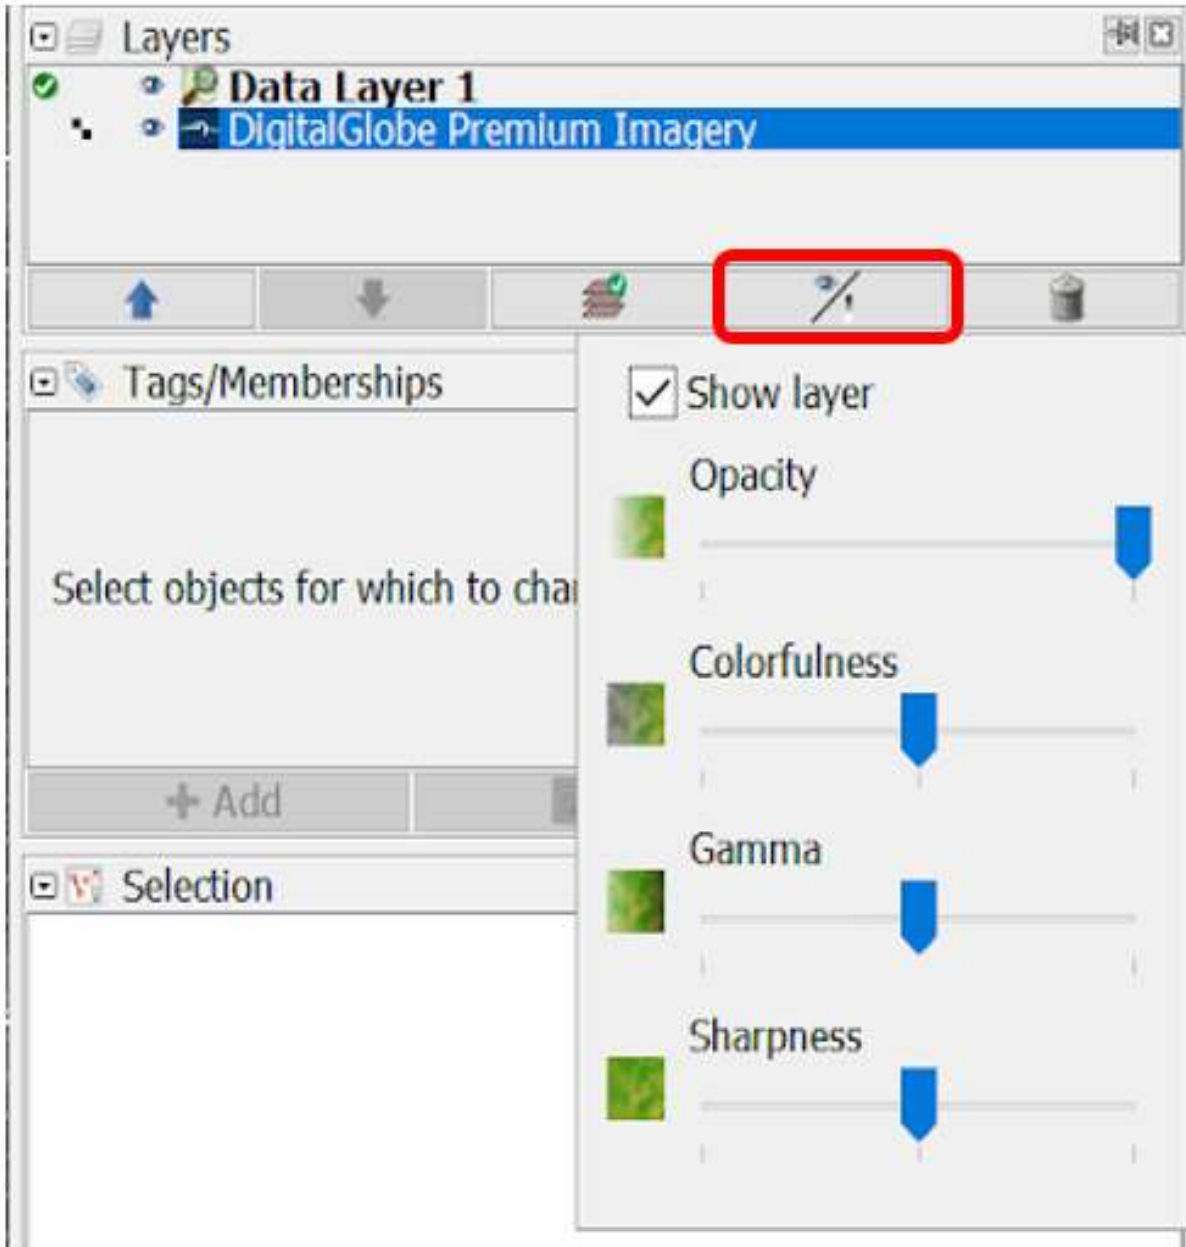 Layers
Data Layer 1
DigitalGlobe Premium Imagery
Tags/Memberships
Show layer
Opacity
Select objects for which to
Colorfulness
Add
Gamma
Selection
Sharpness